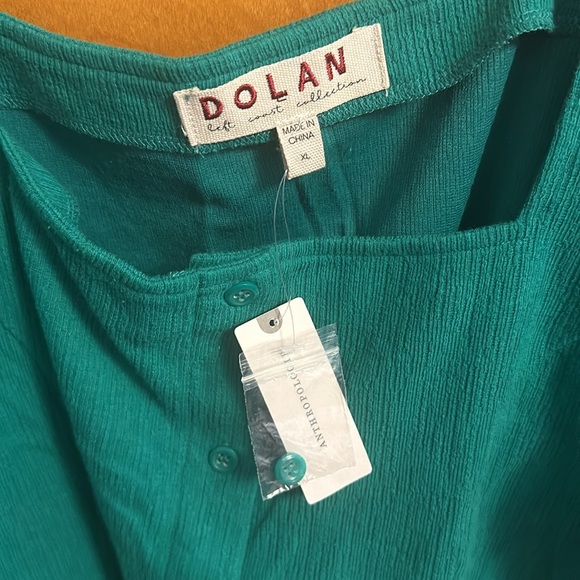 DOLAN
left coast collection
MADE IN
CHINA
XL
ANTHROPOLOGIE